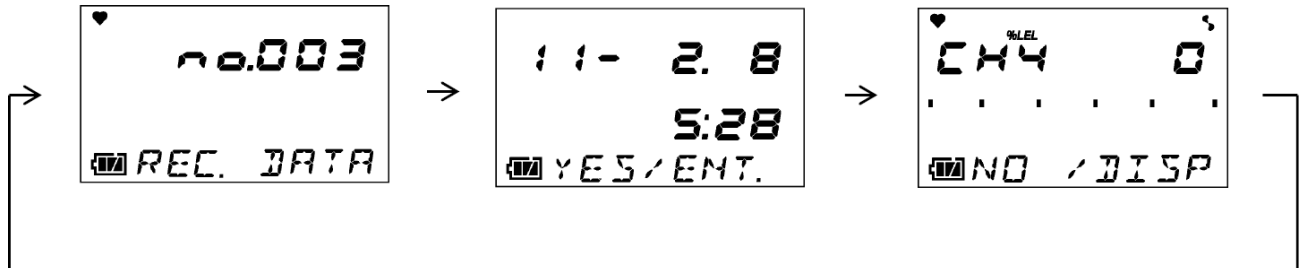 no.003
REC. DATA
11- 2. 8
5:28
YES/ENT.
%LEL
CH4 0
NO /DISP